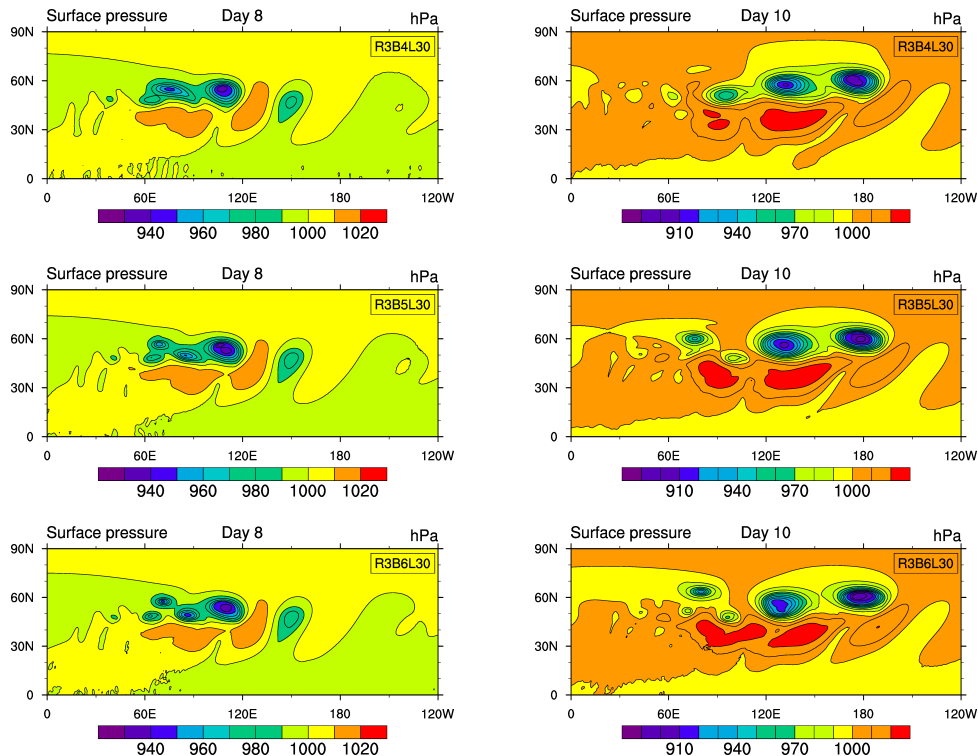 Surface pressure Day 8 hPa
90N
R3B4L30
60N
30N
0
0 60E 120E 180 120W
940 960 980 1000 1020
Surface pressure Day 10 hPa
90N
R3B4L30
60N
30N
0
0 60E 120E 180 120W
910 940 970 1000
Surface pressure Day 8 hPa
90N
R3B5L30
60N
30N
0
0 60E 120E 180 120W
940 960 980 1000 1020
Surface pressure Day 10 hPa
90N
R3B5L30
60N
30N
0
0 60E 120E 180 120W
910 940 970 1000
Surface pressure Day 8 hPa
90N
R3B6L30
60N
30N
0
0 60E 120E 180 120W
940 960 980 1000 1020
Surface pressure Day 10 hPa
90N
R3B6L30
60N
30N
0
0 60E 120E 180 120W
910 940 970 1000